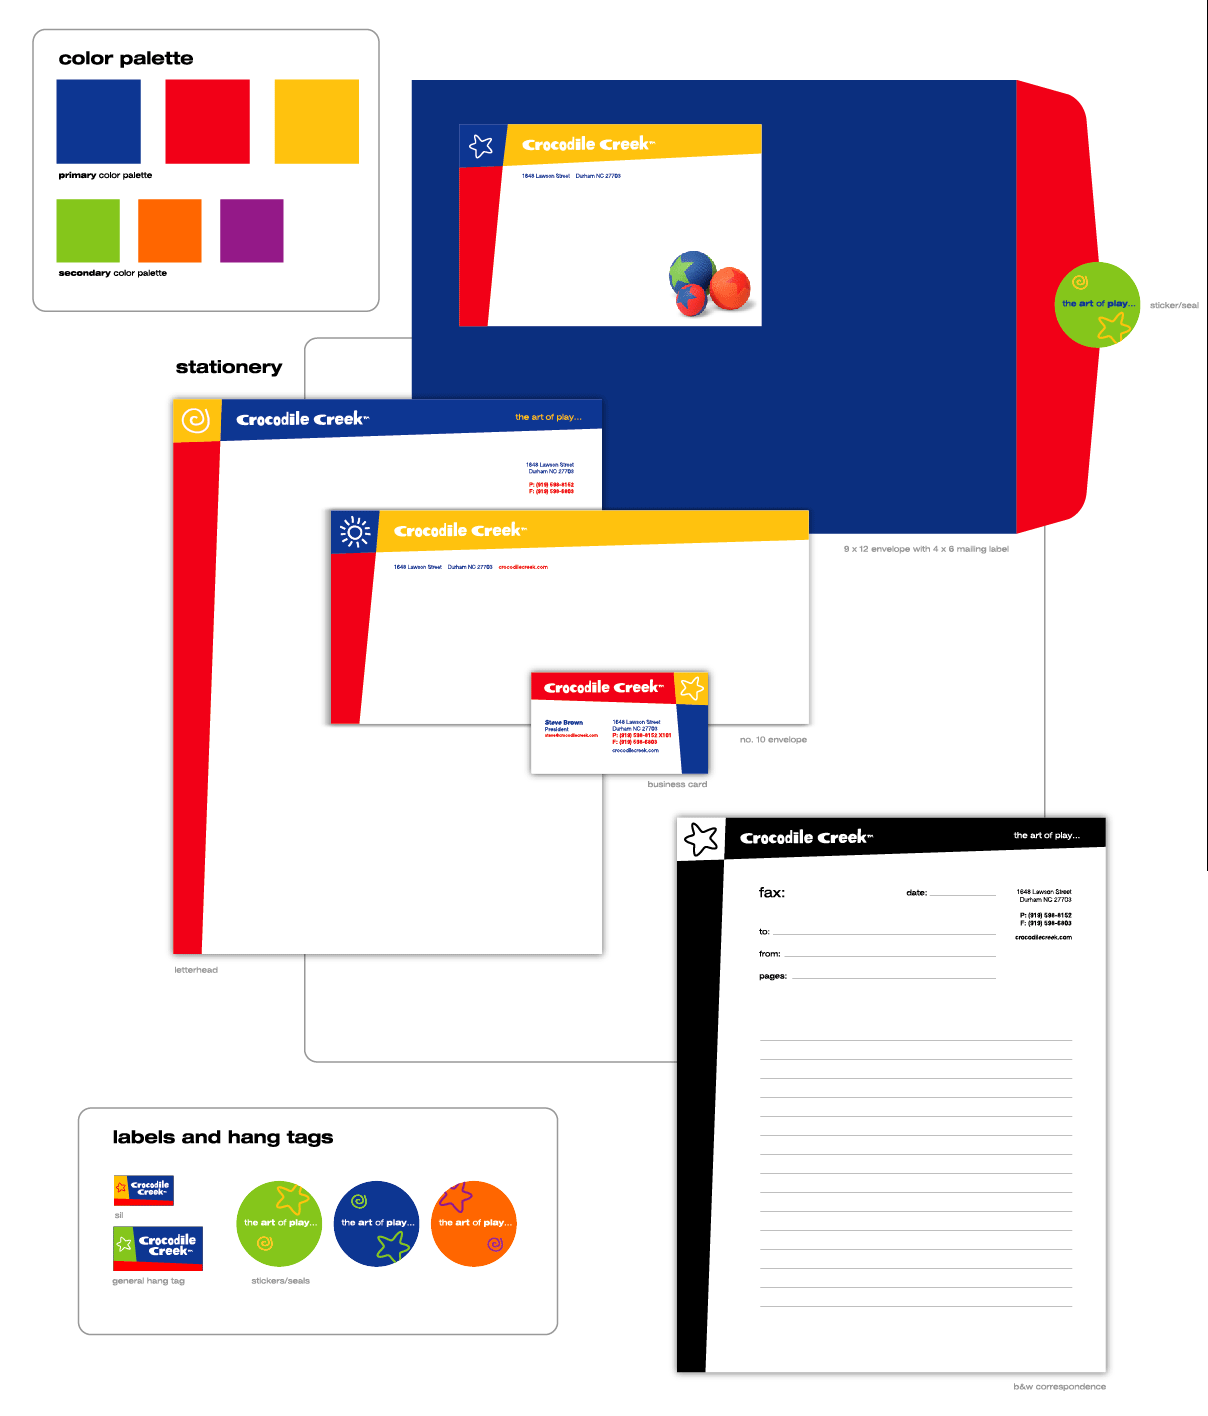 color palette
primary color palette
secondary color palette
Crocodile Creek™
1648 Lawson Street Durham NC 27703
the art of play...
sticker/seal
stationery
Crocodile Creek™
the art of play...
1648 Lawson Street
Durham NC 27703
P: (919) 598-8152
F: (919) 598-8803
9 x 12 envelope with 4 x 6 mailing label
Crocodile Creek™
1648 Lawson Street Durham NC 27703 crocodilecreek.com
no. 10 envelope
Crocodile Creek™
Steve Brown
President
steve@crocodilecreek.com
1648 Lawson Street
Durham NC 27703
P: (919) 598-8152 X101
F: (919) 598-8803
crocodilecreek.com
business card
letterhead
Crocodile Creek™
the art of play...
fax:
date:
to:
from:
pages:
1648 Lawson Street
Durham NC 27703
P: (919) 598-8152
F: (919) 598-8803
crocodilecreek.com
b&w correspondence
labels and hang tags
Crocodile
Creek™
sil
Crocodile
Creek™
general hang tag
the art of play...
the art of play...
the art of play...
stickers/seals